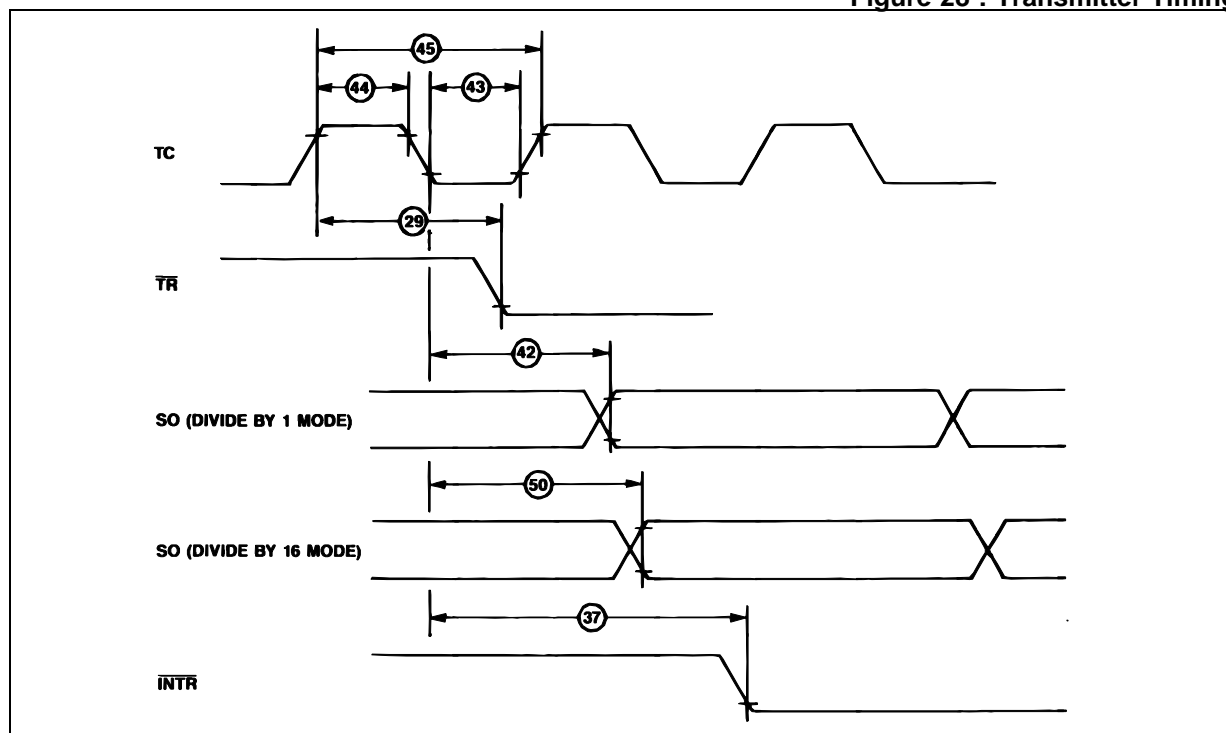 Figure 28 : Transmitter Timing
45
44
43
TC
29
TR
42
SO (DIVIDE BY 1 MODE)
50
SO (DIVIDE BY 16 MODE)
37
INTR